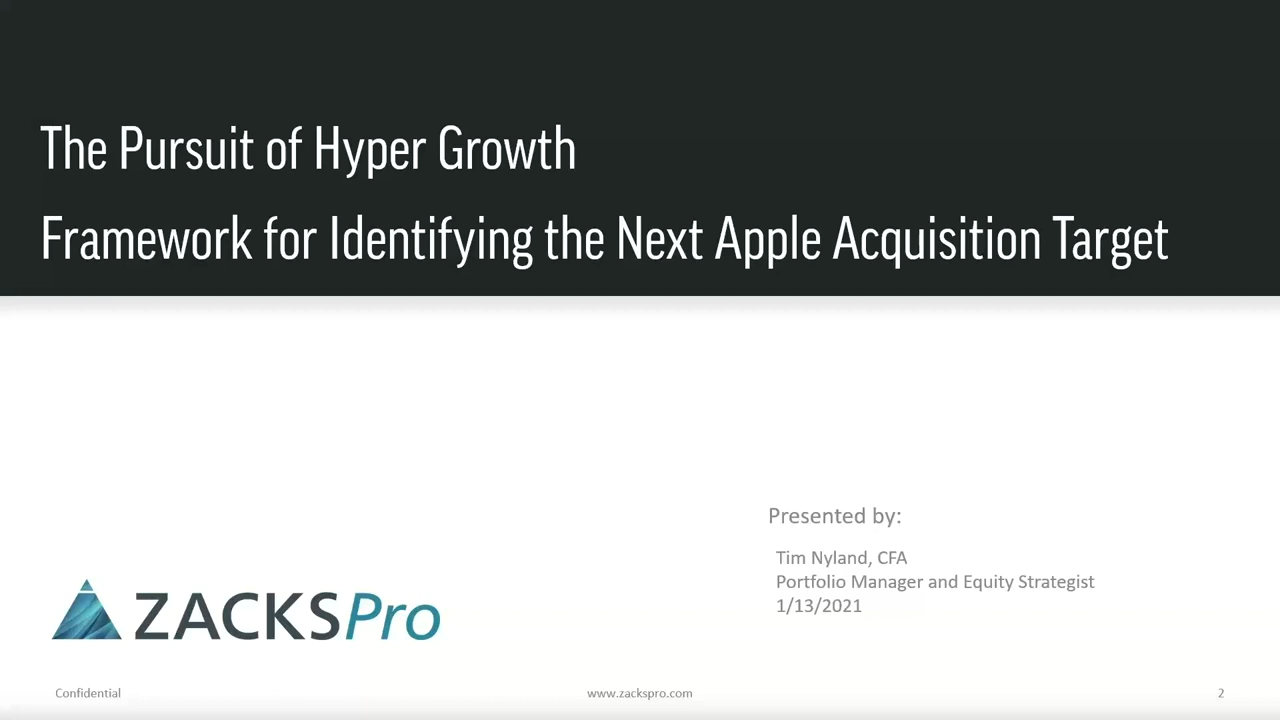 The Pursuit of Hyper Growth
Framework for Identifying the Next Apple Acquisition Target
Presented by:
Tim Nyland, CFA
Portfolio Manager and Equity Strategist
1/13/2021
ZACKSPro
Confidential
www.zackspro.com
2